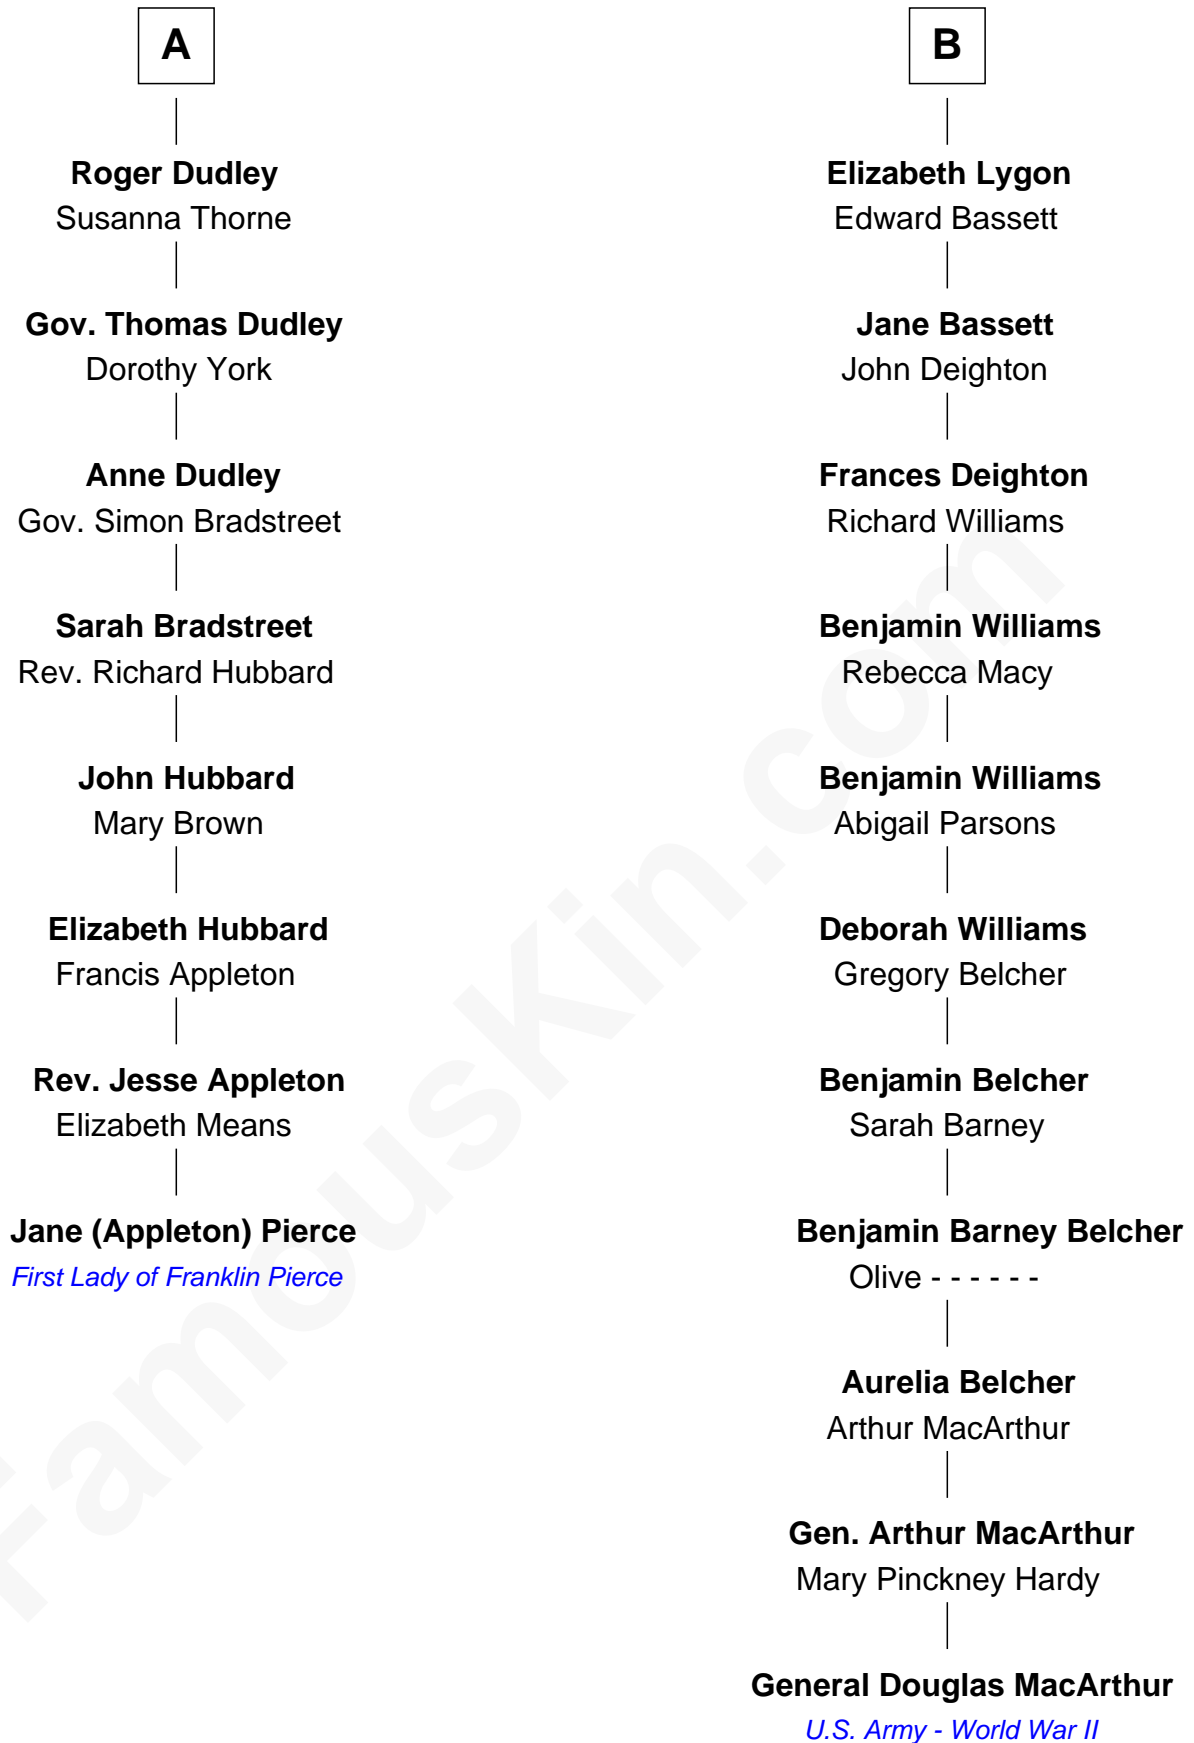 A
Roger Dudley
Susanna Thorne
Gov. Thomas Dudley
Dorothy York
Anne Dudley
Gov. Simon Bradstreet
Sarah Bradstreet
Rev. Richard Hubbard
John Hubbard
Mary Brown
Elizabeth Hubbard
Francis Appleton
Rev. Jesse Appleton
Elizabeth Means
Jane (Appleton) Pierce
First Lady of Franklin Pierce
B
Elizabeth Lygon
Edward Bassett
Jane Bassett
John Deighton
Frances Deighton
Richard Williams
Benjamin Williams
Rebecca Macy
Benjamin Williams
Abigail Parsons
Deborah Williams
Gregory Belcher
Benjamin Belcher
Sarah Barney
Benjamin Barney Belcher
Olive - - - - - -
Aurelia Belcher
Arthur MacArthur
Gen. Arthur MacArthur
Mary Pinckney Hardy
General Douglas MacArthur
U.S. Army - World War II
FamousKin.com